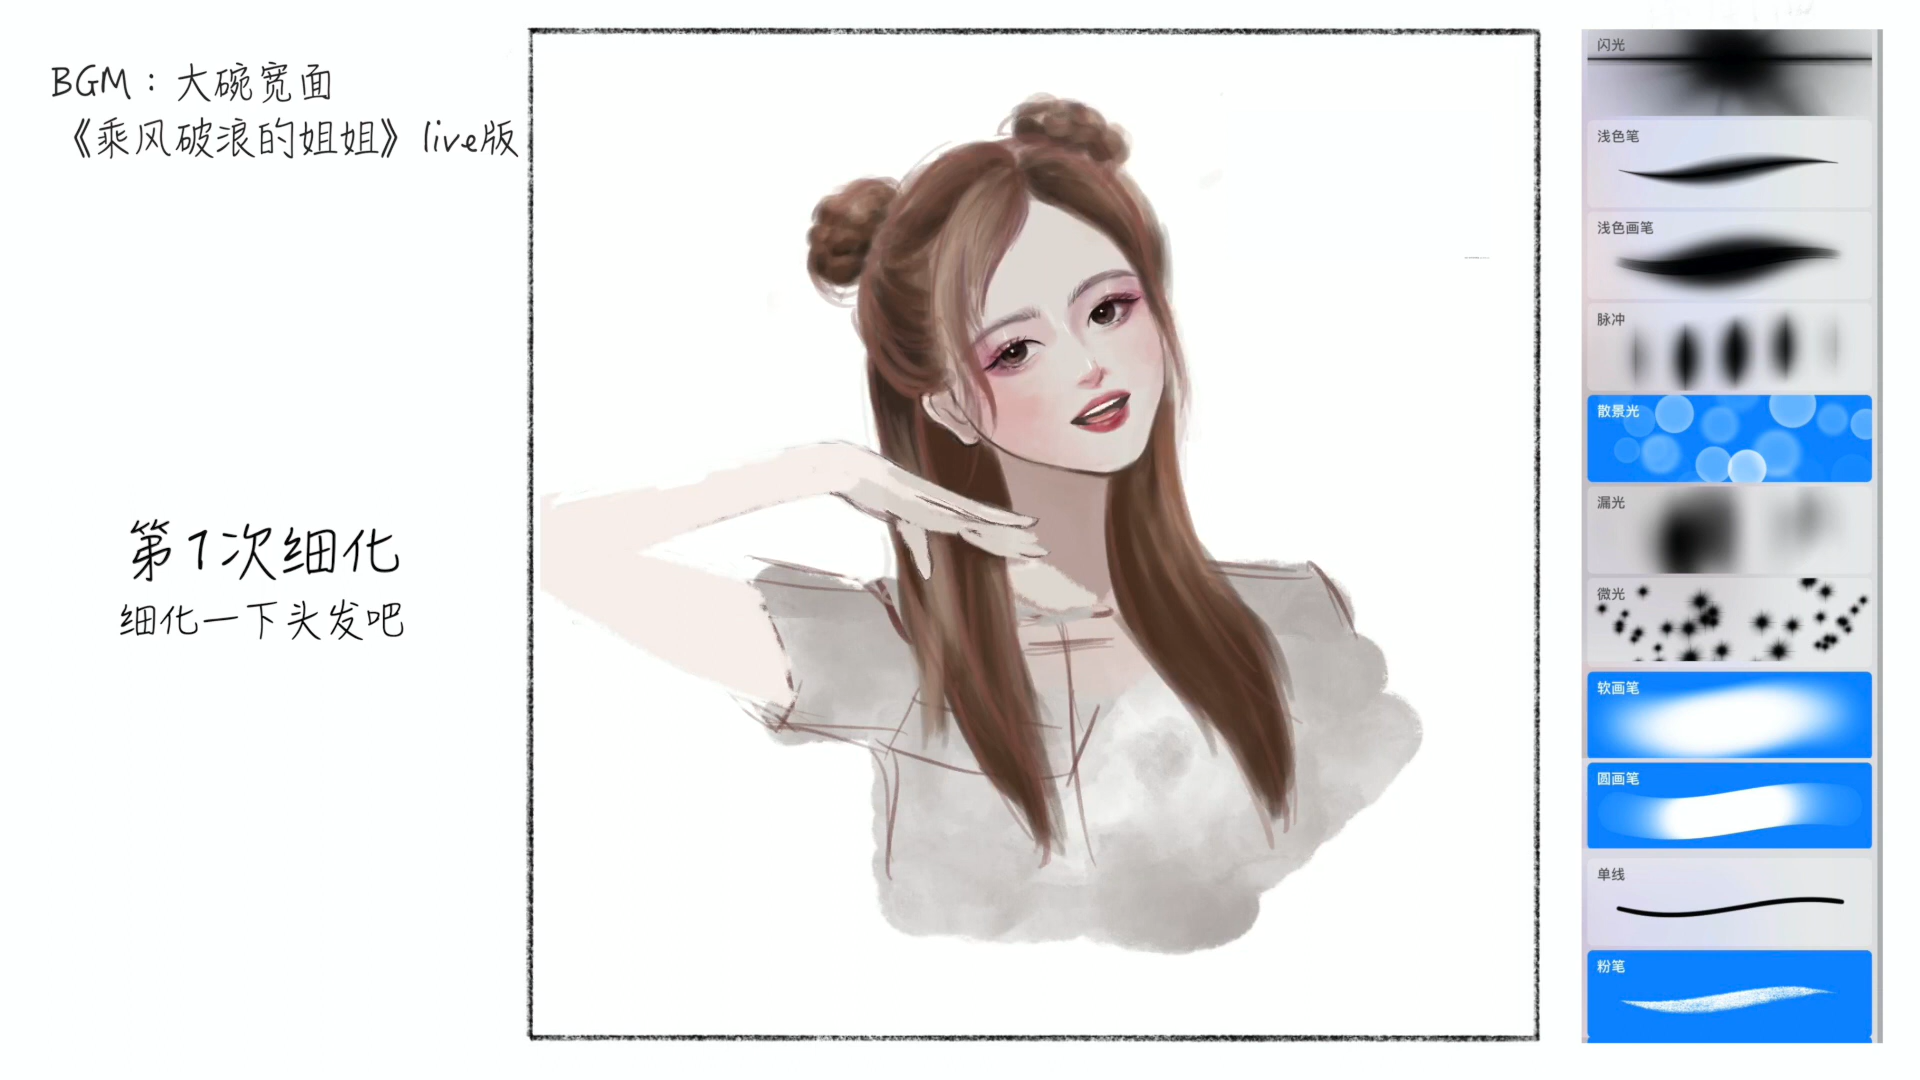 BGM：大碗宽面
《乘风破浪的姐姐》live版
第1次细化
细化一下头发吧
闪光
浅色笔
浅色画笔
脉冲
散景光
漏光
微光
软画笔
圆画笔
单线
粉笔